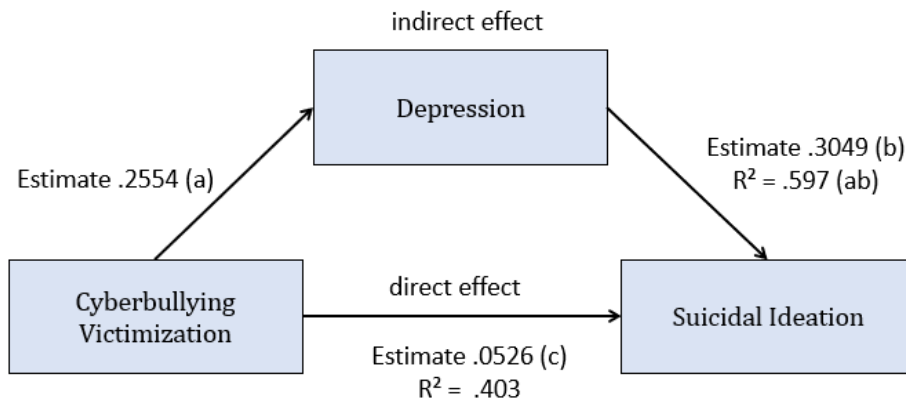 indirect effect
Depression
Estimate .2554 (a)
Estimate .3049 (b)
R² = .597 (ab)
Cyberbullying
Victimization
direct effect
Suicidal Ideation
Estimate .0526 (c)
R² = .403